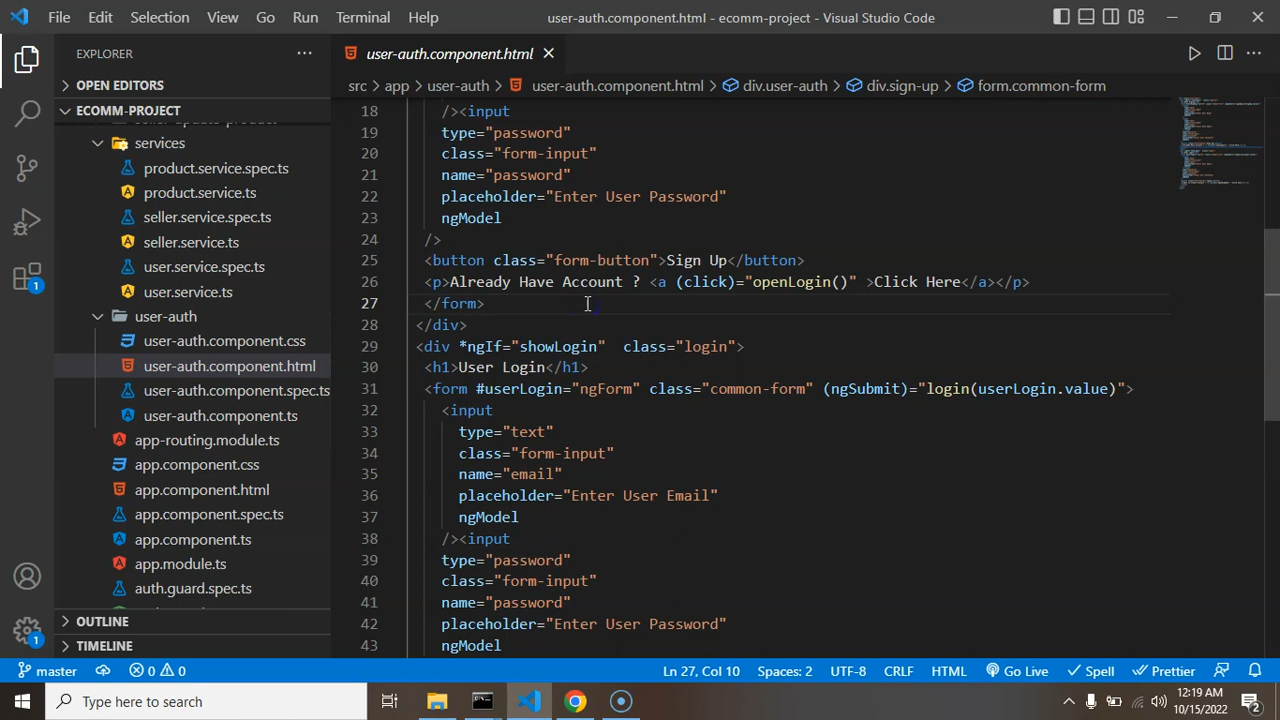 File Edit Selection View Go Run Terminal Help user-auth.component.html - ecomm-project - Visual Studio Code
EXPLORER
OPEN EDITORS
ECOMM-PROJECT
services
product.service.spec.ts
product.service.ts
seller.service.spec.ts
seller.service.ts
user.service.spec.ts
user.service.ts
user-auth
user-auth.component.css
user-auth.component.html
user-auth.component.spec.ts
user-auth.component.ts
app-routing.module.ts
app.component.css
app.component.html
app.component.spec.ts
app.component.ts
app.module.ts
auth.guard.spec.ts
OUTLINE
TIMELINE
1
1
user-auth.component.html
src > app > user-auth > user-auth.component.html > div.user-auth > div.sign-up > form.common-form
18 /><input
19 type="password"
20 class="form-input"
21 name="password"
22 placeholder="Enter User Password"
23 ngModel
24 />
25 <button class="form-button">Sign Up</button>
26 <p>Already Have Account ? <a (click)="openLogin()" >Click Here</a></p>
27 </form>
28 </div>
29 <div *ngIf="showLogin"  class="login">
30 <h1>User Login</h1>
31 <form #userLogin="ngForm" class="common-form" (ngSubmit)="login(userLogin.value)">
32 <input
33 type="text"
34 class="form-input"
35 name="email"
36 placeholder="Enter User Email"
37 ngModel
38 /><input
39 type="password"
40 class="form-input"
41 name="password"
42 placeholder="Enter User Password"
43 ngModel
master 0 0 Ln 27, Col 10 Spaces: 2 UTF-8 CRLF HTML Go Live Spell Prettier
Type here to search
12:19 AM
10/15/2022
2